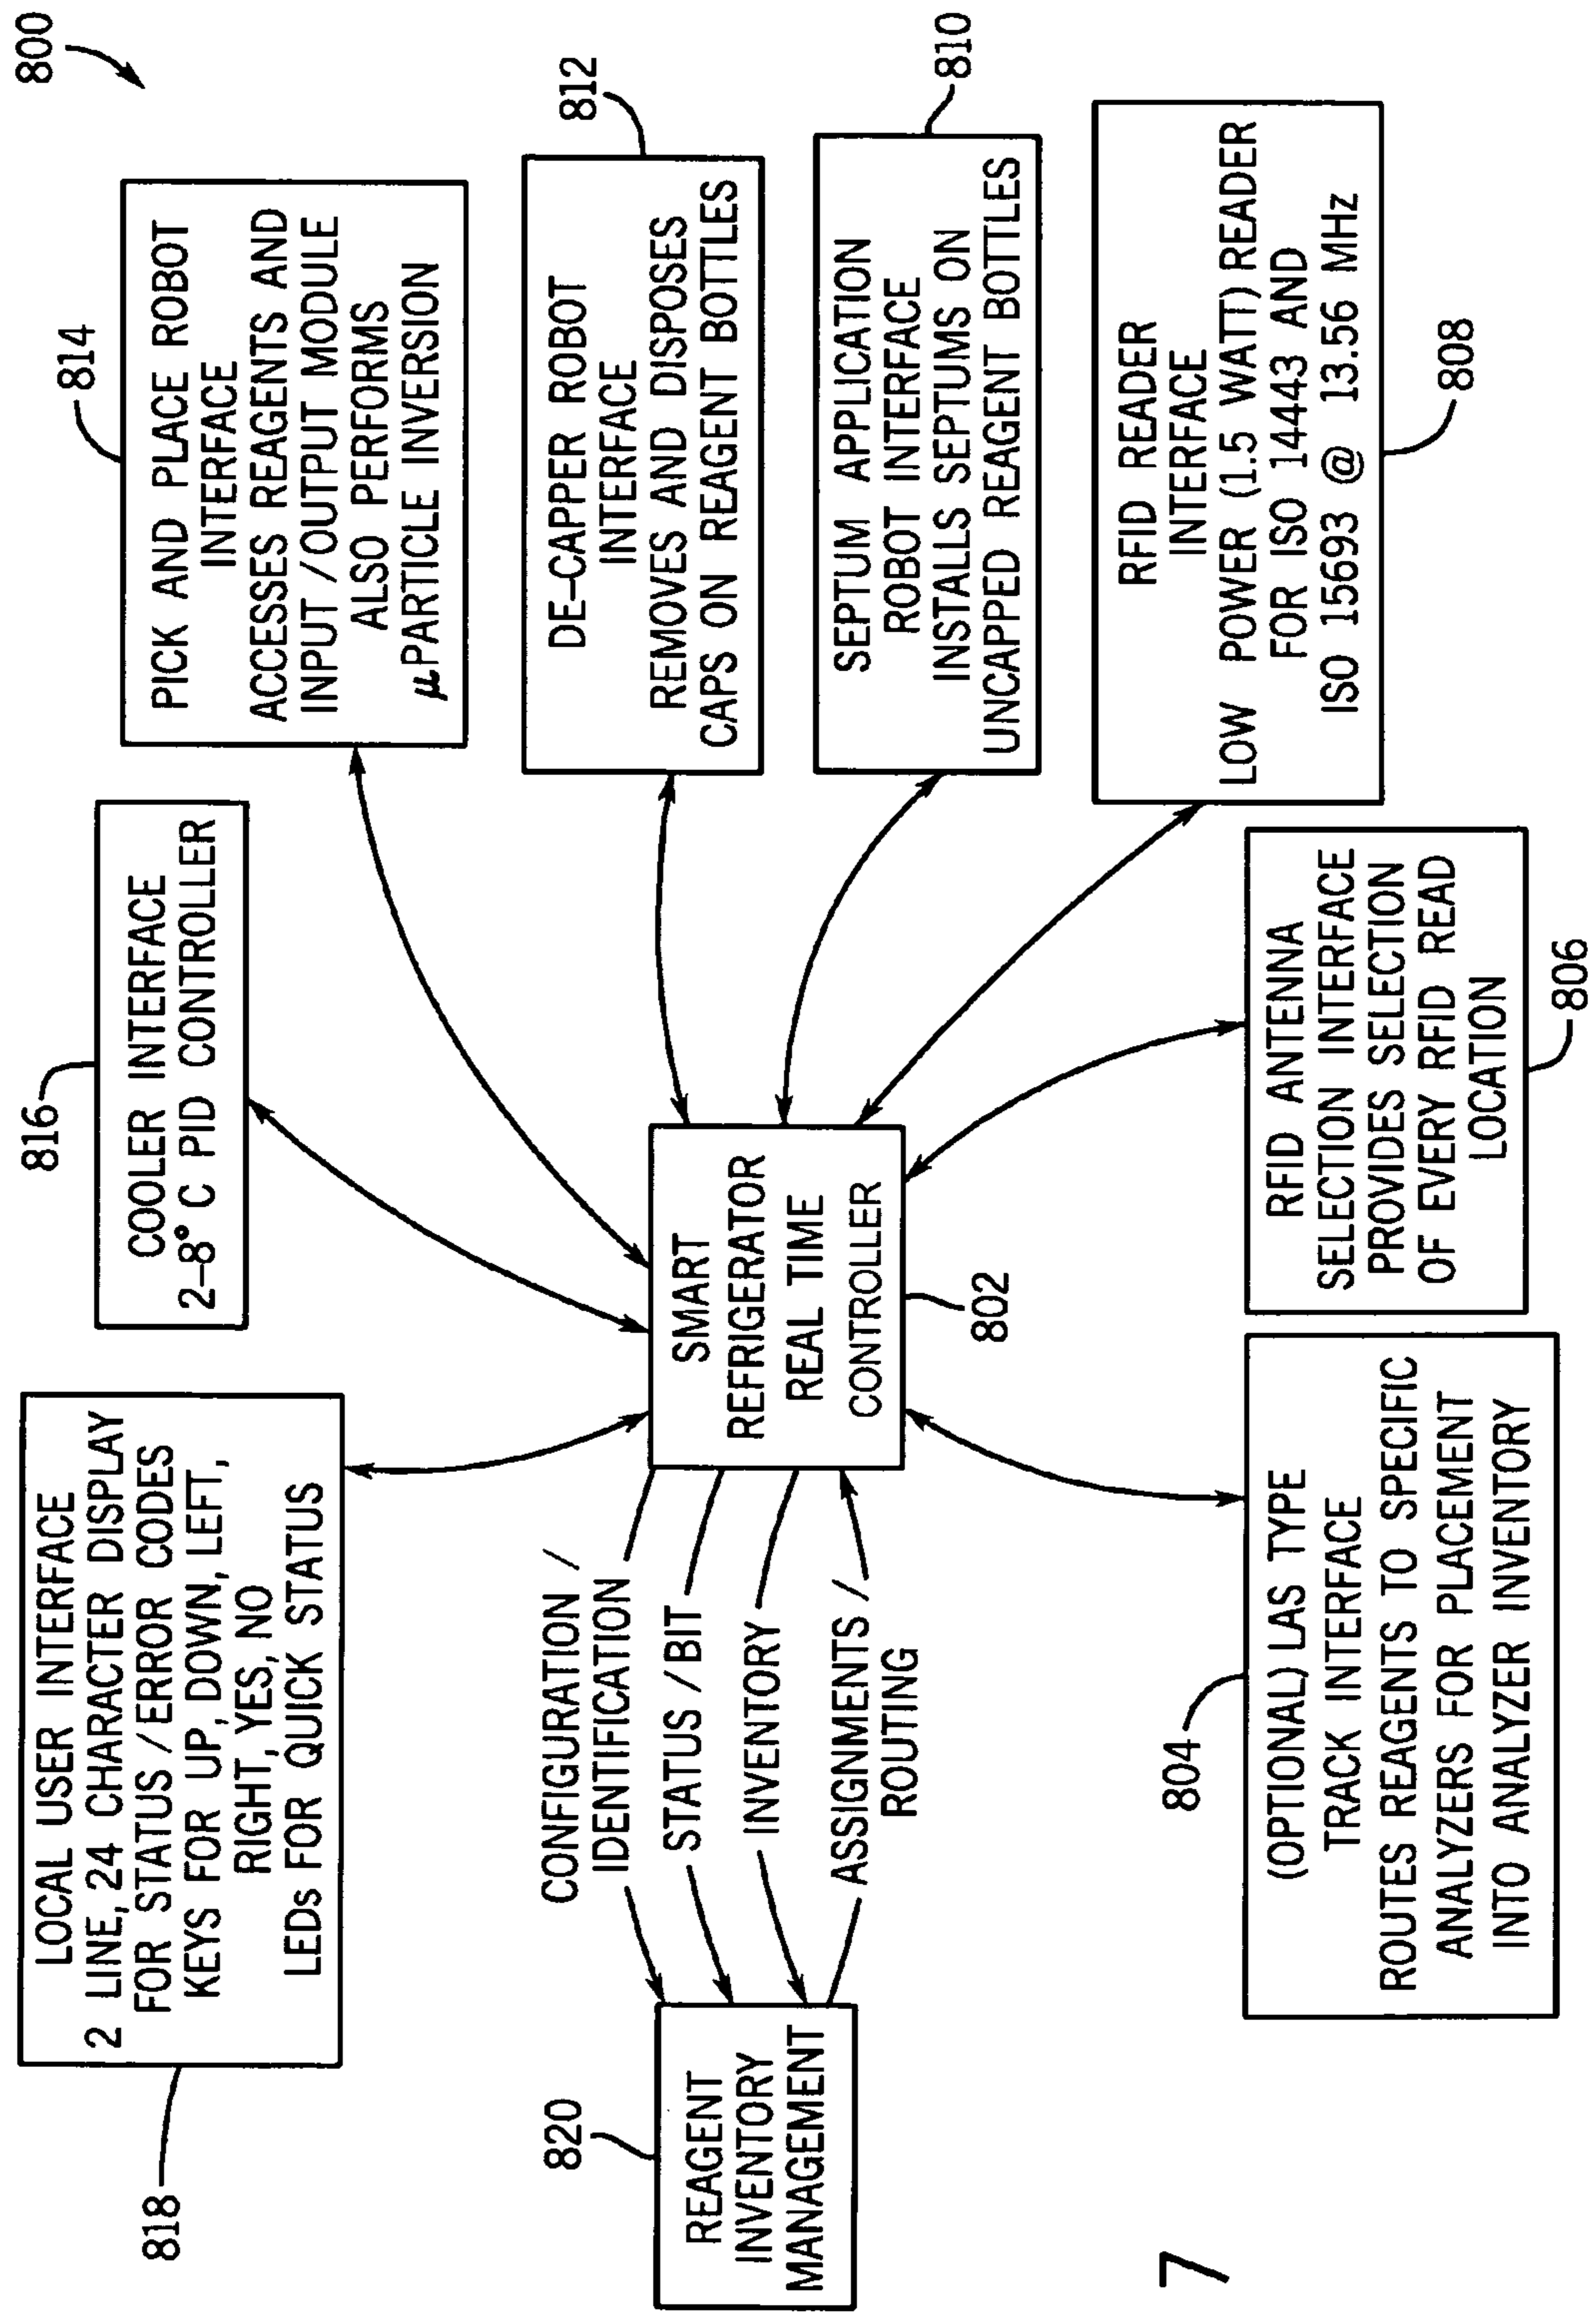 800
818
LOCAL USER INTERFACE
2 LINE, 24 CHARACTER DISPLAY
FOR STATUS/ERROR CODES
KEYS FOR UP, DOWN, LEFT,
RIGHT, YES, NO
LEDs FOR QUICK STATUS
816
COOLER INTERFACE
2-8° C PID CONTROLLER
814
PICK AND PLACE ROBOT
INTERFACE
ACCESSES REAGENTS AND
INPUT/OUTPUT MODULE
ALSO PERFORMS
µPARTICLE INVERSION
812
DE-CAPPER ROBOT
INTERFACE
REMOVES AND DISPOSES
CAPS ON REAGENT BOTTLES
820
REAGENT
INVENTORY
MANAGEMENT
CONFIGURATION /
IDENTIFICATION
STATUS/BIT
INVENTORY
ASSIGNMENTS /
ROUTING
SMART
REFRIGERATOR
REAL TIME
CONTROLLER
802
810
SEPTUM APPLICATION
ROBOT INTERFACE
INSTALLS SEPTUMS ON
UNCAPPED REAGENT BOTTLES
804
(OPTIONAL) LAS TYPE
TRACK INTERFACE
ROUTES REAGENTS TO SPECIFIC
ANALYZERS FOR PLACEMENT
INTO ANALYZER INVENTORY
RFID ANTENNA
SELECTION INTERFACE
PROVIDES SELECTION
OF EVERY RFID READ
LOCATION
806
RFID READER
INTERFACE
LOW POWER (1.5 WATT) READER
FOR ISO 14443 AND
ISO 15693 @ 13.56 MHz
808
7